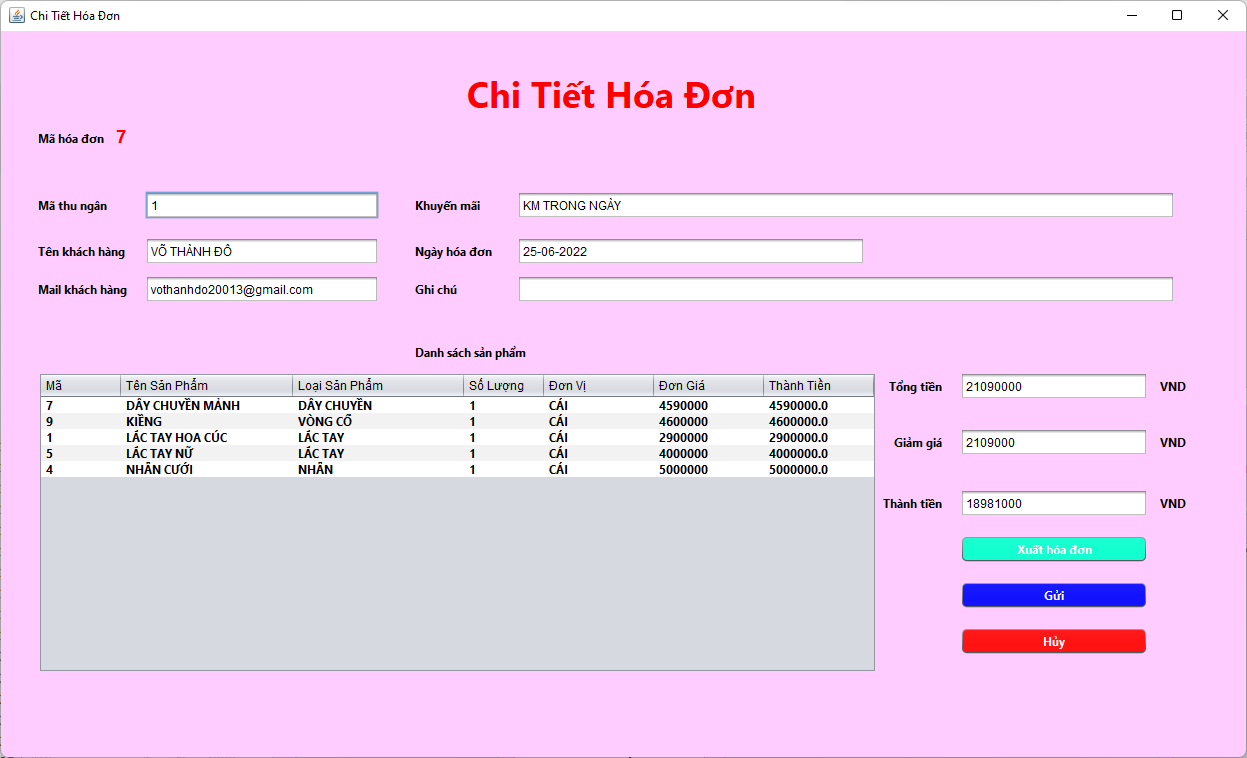 Chi Tiết Hóa Đơn
Chi Tiết Hóa Đơn
Mã hóa đơn 7
Mã thu ngân 1 Khuyến mãi KM TRONG NGÀY
Tên khách hàng VÕ THÀNH ĐÔ Ngày hóa đơn 25-06-2022
Mail khách hàng vothanhdo20013@gmail.com Ghi chú
Danh sách sản phẩm
Mã Tên Sản Phẩm Loại Sản Phẩm Số Lượng Đơn Vị Đơn Giá Thành Tiền
7 DÂY CHUYỀN MẢNH DÂY CHUYỀN 1 CÁI 4590000 4590000.0
9 KIỀNG VÒNG CỔ 1 CÁI 4600000 4600000.0
1 LẮC TAY HOA CÚC LẮC TAY 1 CÁI 2900000 2900000.0
5 LẮC TAY NỮ LẮC TAY 1 CÁI 4000000 4000000.0
4 NHẪN CƯỚI NHẪN 1 CÁI 5000000 5000000.0
Tổng tiền 21090000 VND
Giảm giá 2109000 VND
Thành tiền 18981000 VND
Xuất hóa đơn
Gửi
Hủy